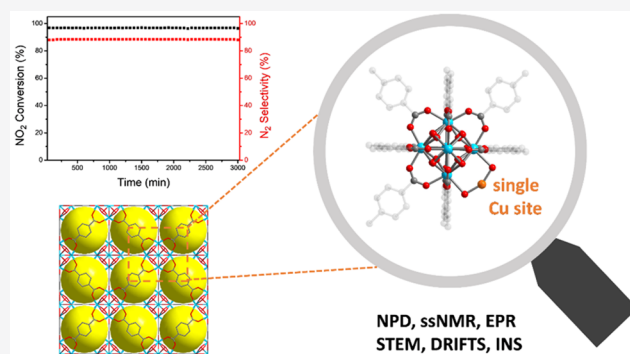 100
80
60
40
20
0
NO2 Conversion (%)
500
1000
1500
2000
2500
3000
Time (min)
100
80
60
40
20
0
N2 Selectivity (%)
single
Cu site
NPD, ssNMR, EPR
STEM, DRIFTS, INS